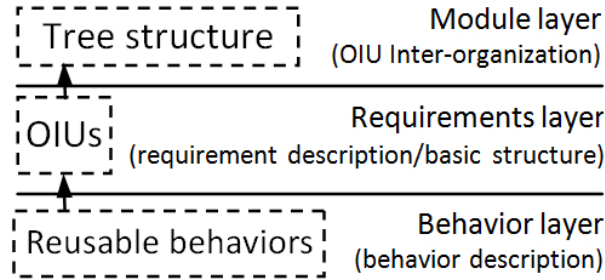 Tree structure
Module layer
(OIU Inter-organization)
OIUs
Requirements layer
(requirement description/basic structure)
Reusable behaviors
Behavior layer
(behavior description)